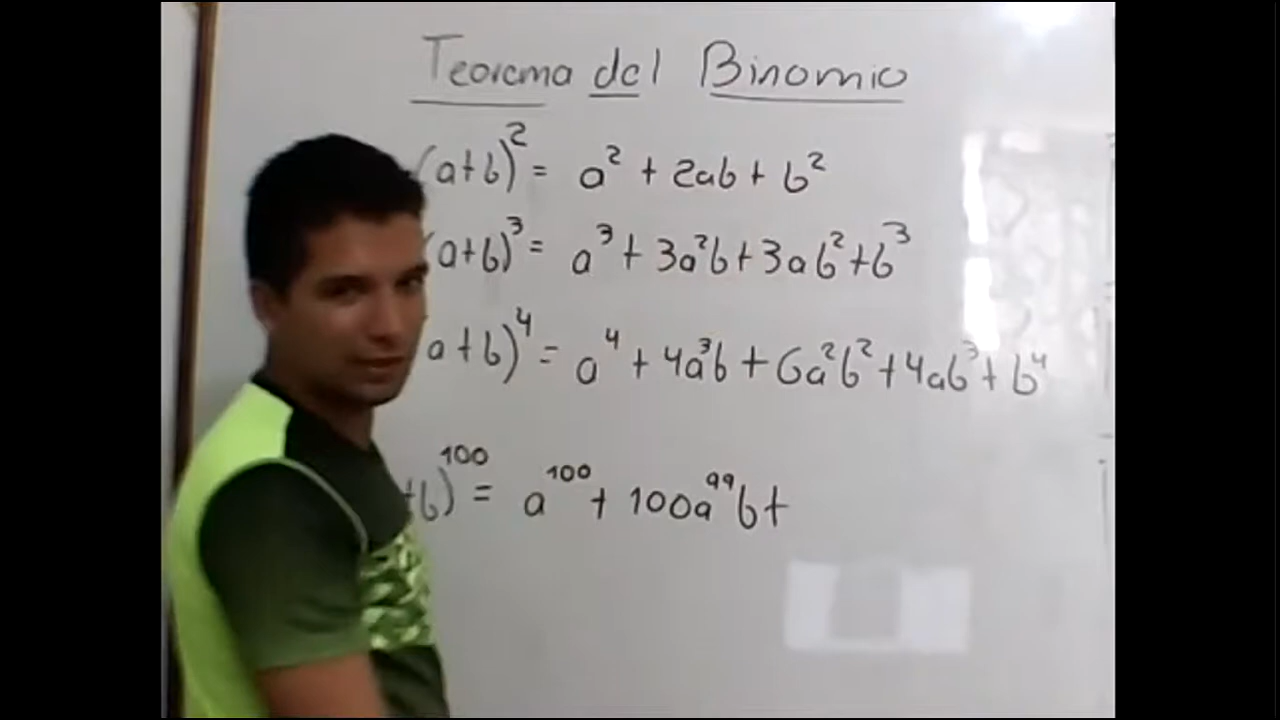 Teorema del Binomio
(a+b)² = a² + 2ab + b²
(a+b)³ = a³ + 3a²b + 3ab² + b³
a+b)⁴ = a⁴ + 4a³b + 6a²b² + 4ab³ + b⁴
+b)¹⁰⁰ = a¹⁰⁰ + 100a⁹⁹b +